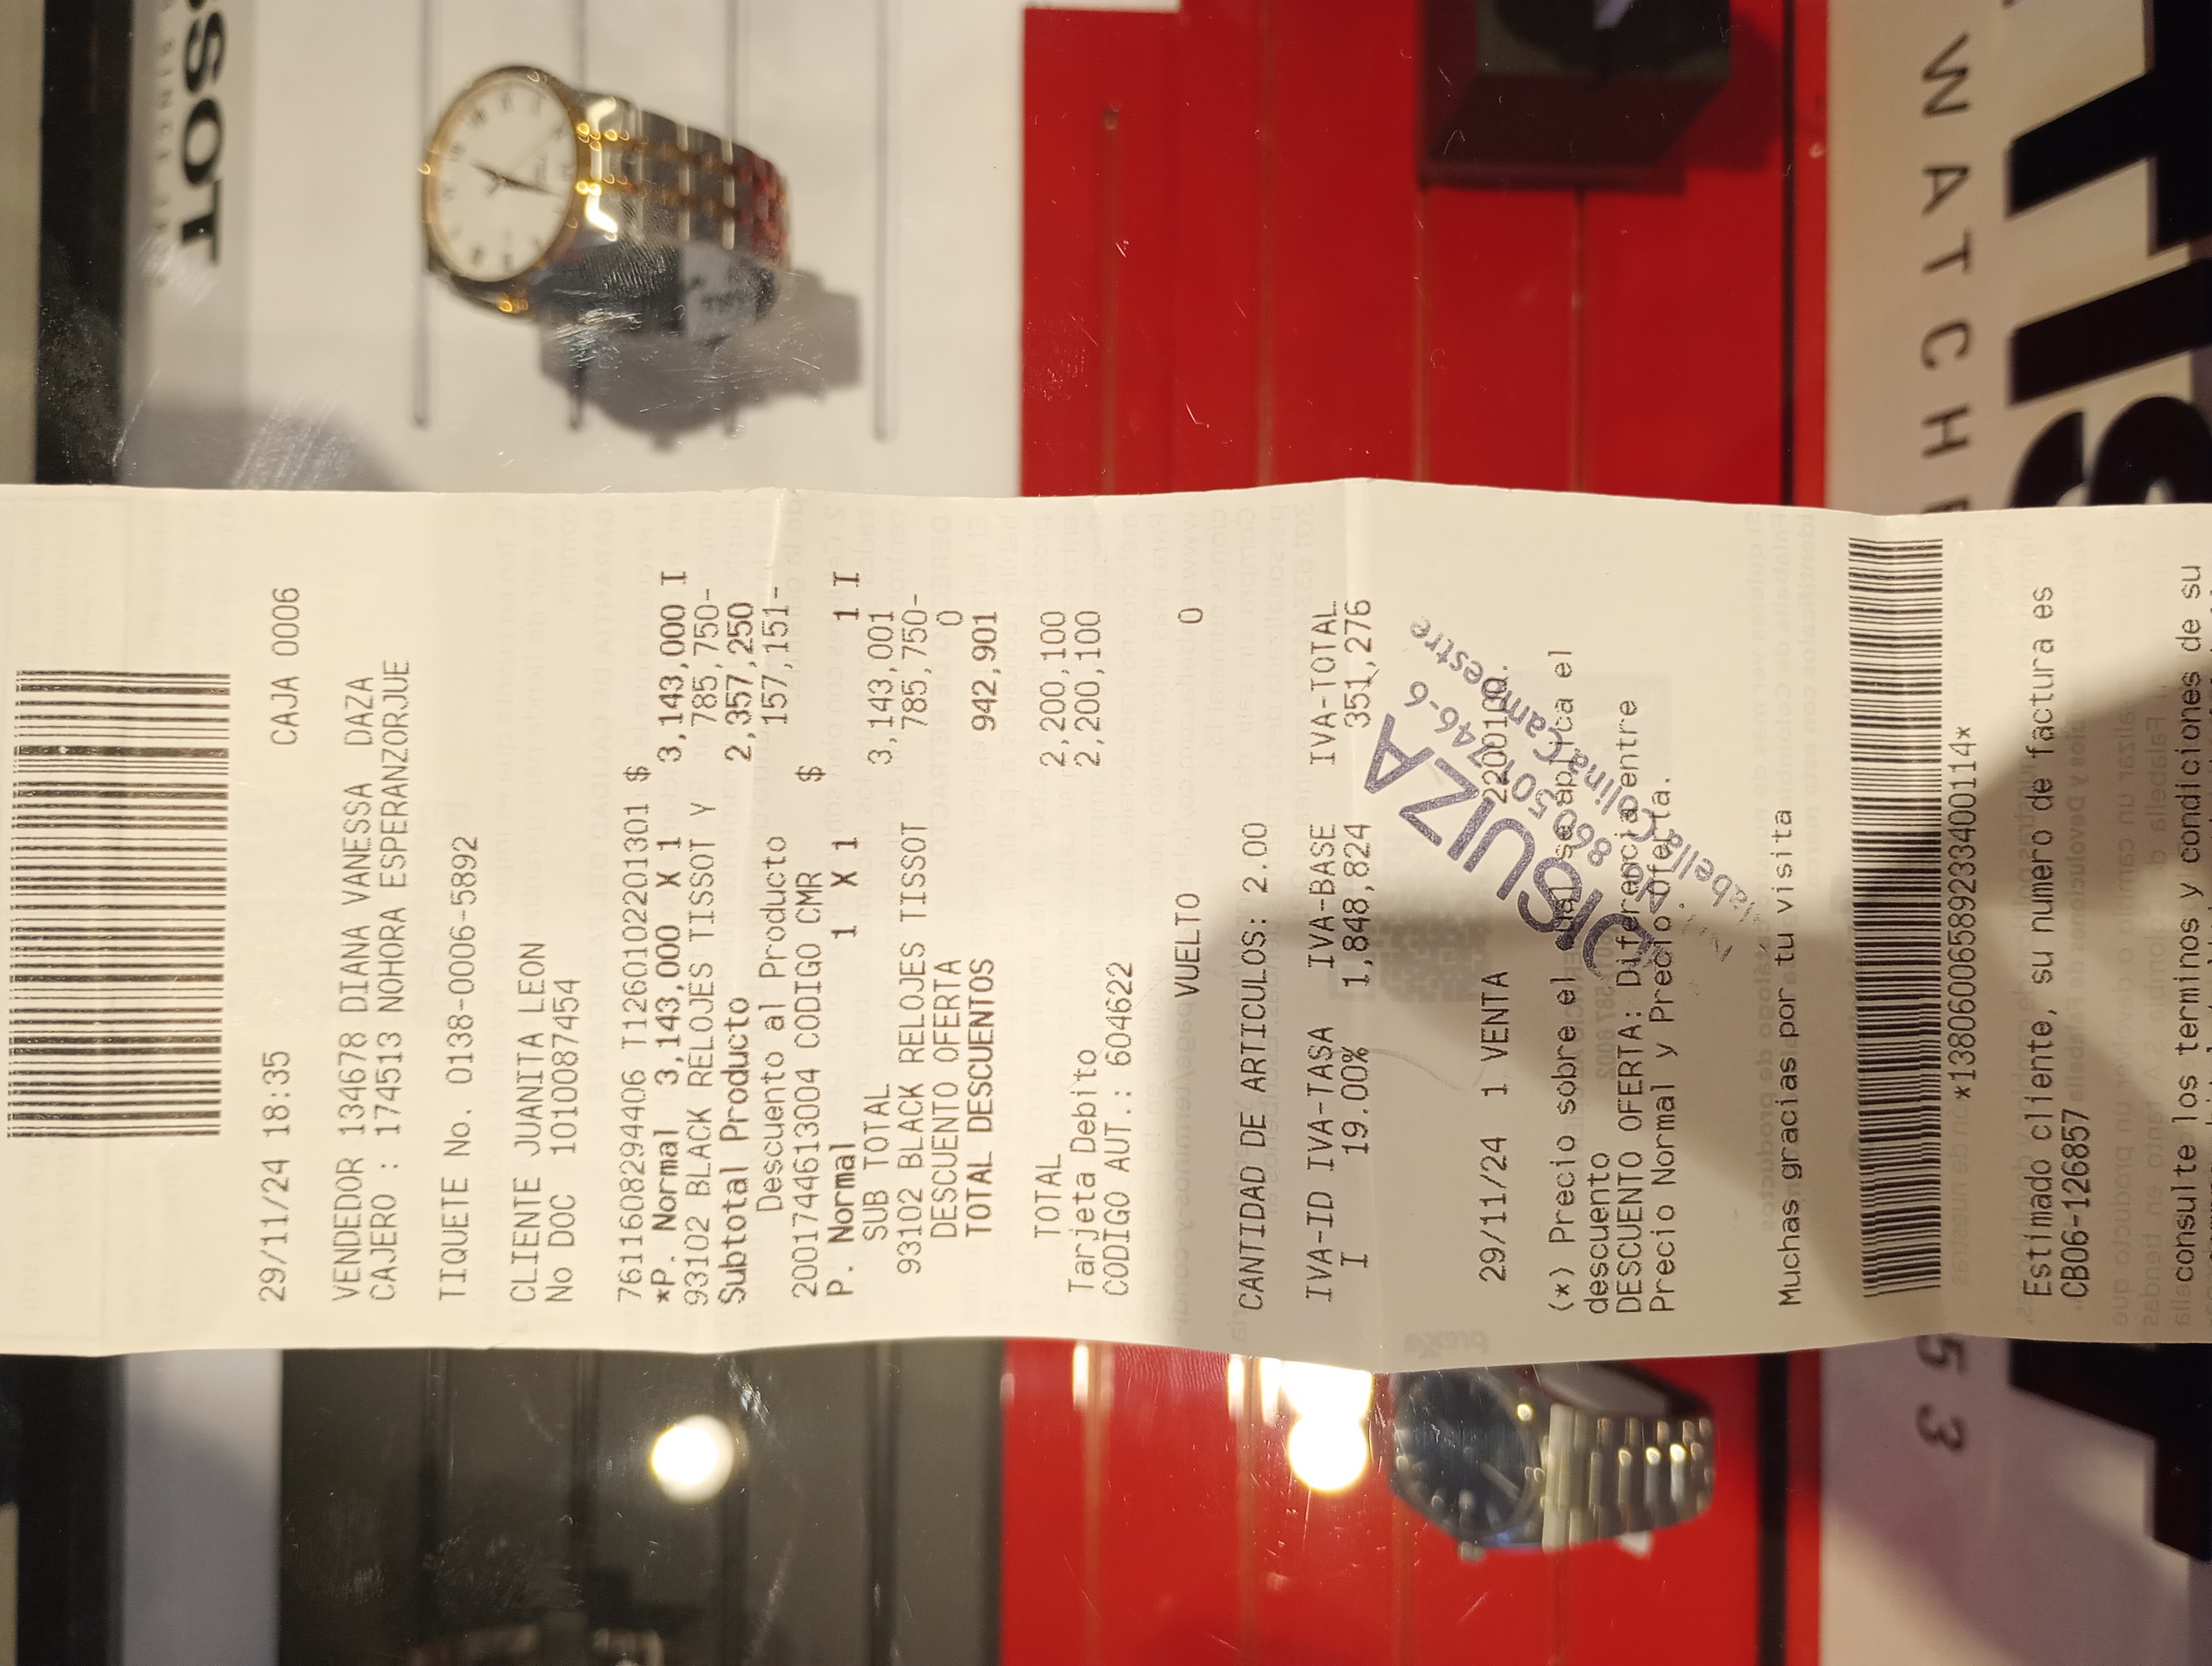 29/11/24 18:35 CAJA 0006
VENDEDOR 134678 DIANA VANESSA DAZA
CAJERO : 174513 NOHORA ESPERANZORJUE
TIQUETE No. 0138-0006-5892
CLIENTE JUANITA LEON
No DOC 1010087454
7611608294406 T1260102201301 $
*P. Normal 3,143,000 X 1 3,143,000 I
93102 BLACK RELOJES TISSOT Y 785,750-
Subtotal Producto 2,357,250
Descuento al Producto 157,151-
2001744613004 CODIGO CMR $
P. Normal 1 X 1 1 I
SUB TOTAL 3,143,001
93102 BLACK RELOJES TISSOT 785,750-
DESCUENTO OFERTA 0
TOTAL DESCUENTOS 942,901
TOTAL 2,200,100
Tarjeta Debito 2,200,100
CODIGO AUT.: 604622
VUELTO 0
CANTIDAD DE ARTICULOS: 2.00
IVA-ID IVA-TASA IVA-BASE IVA-TOTAL
I 19.00% 1,848,824 351,276
29/11/24 1 VENTA 2200100.
(*) Precio sobre el cual se aplica el
descuento
DESCUENTO OFERTA: Diferencia entre
Precio Normal y Precio Oferta.
DISUIZA
860501746-6
Colina Campestre
Muchas gracias por tu visita
*13806006589233400114*
Estimado cliente, su numero de factura es
CB06-126857
consulte los terminos y condiciones de su
SSOT
WATCHE
TIS
53